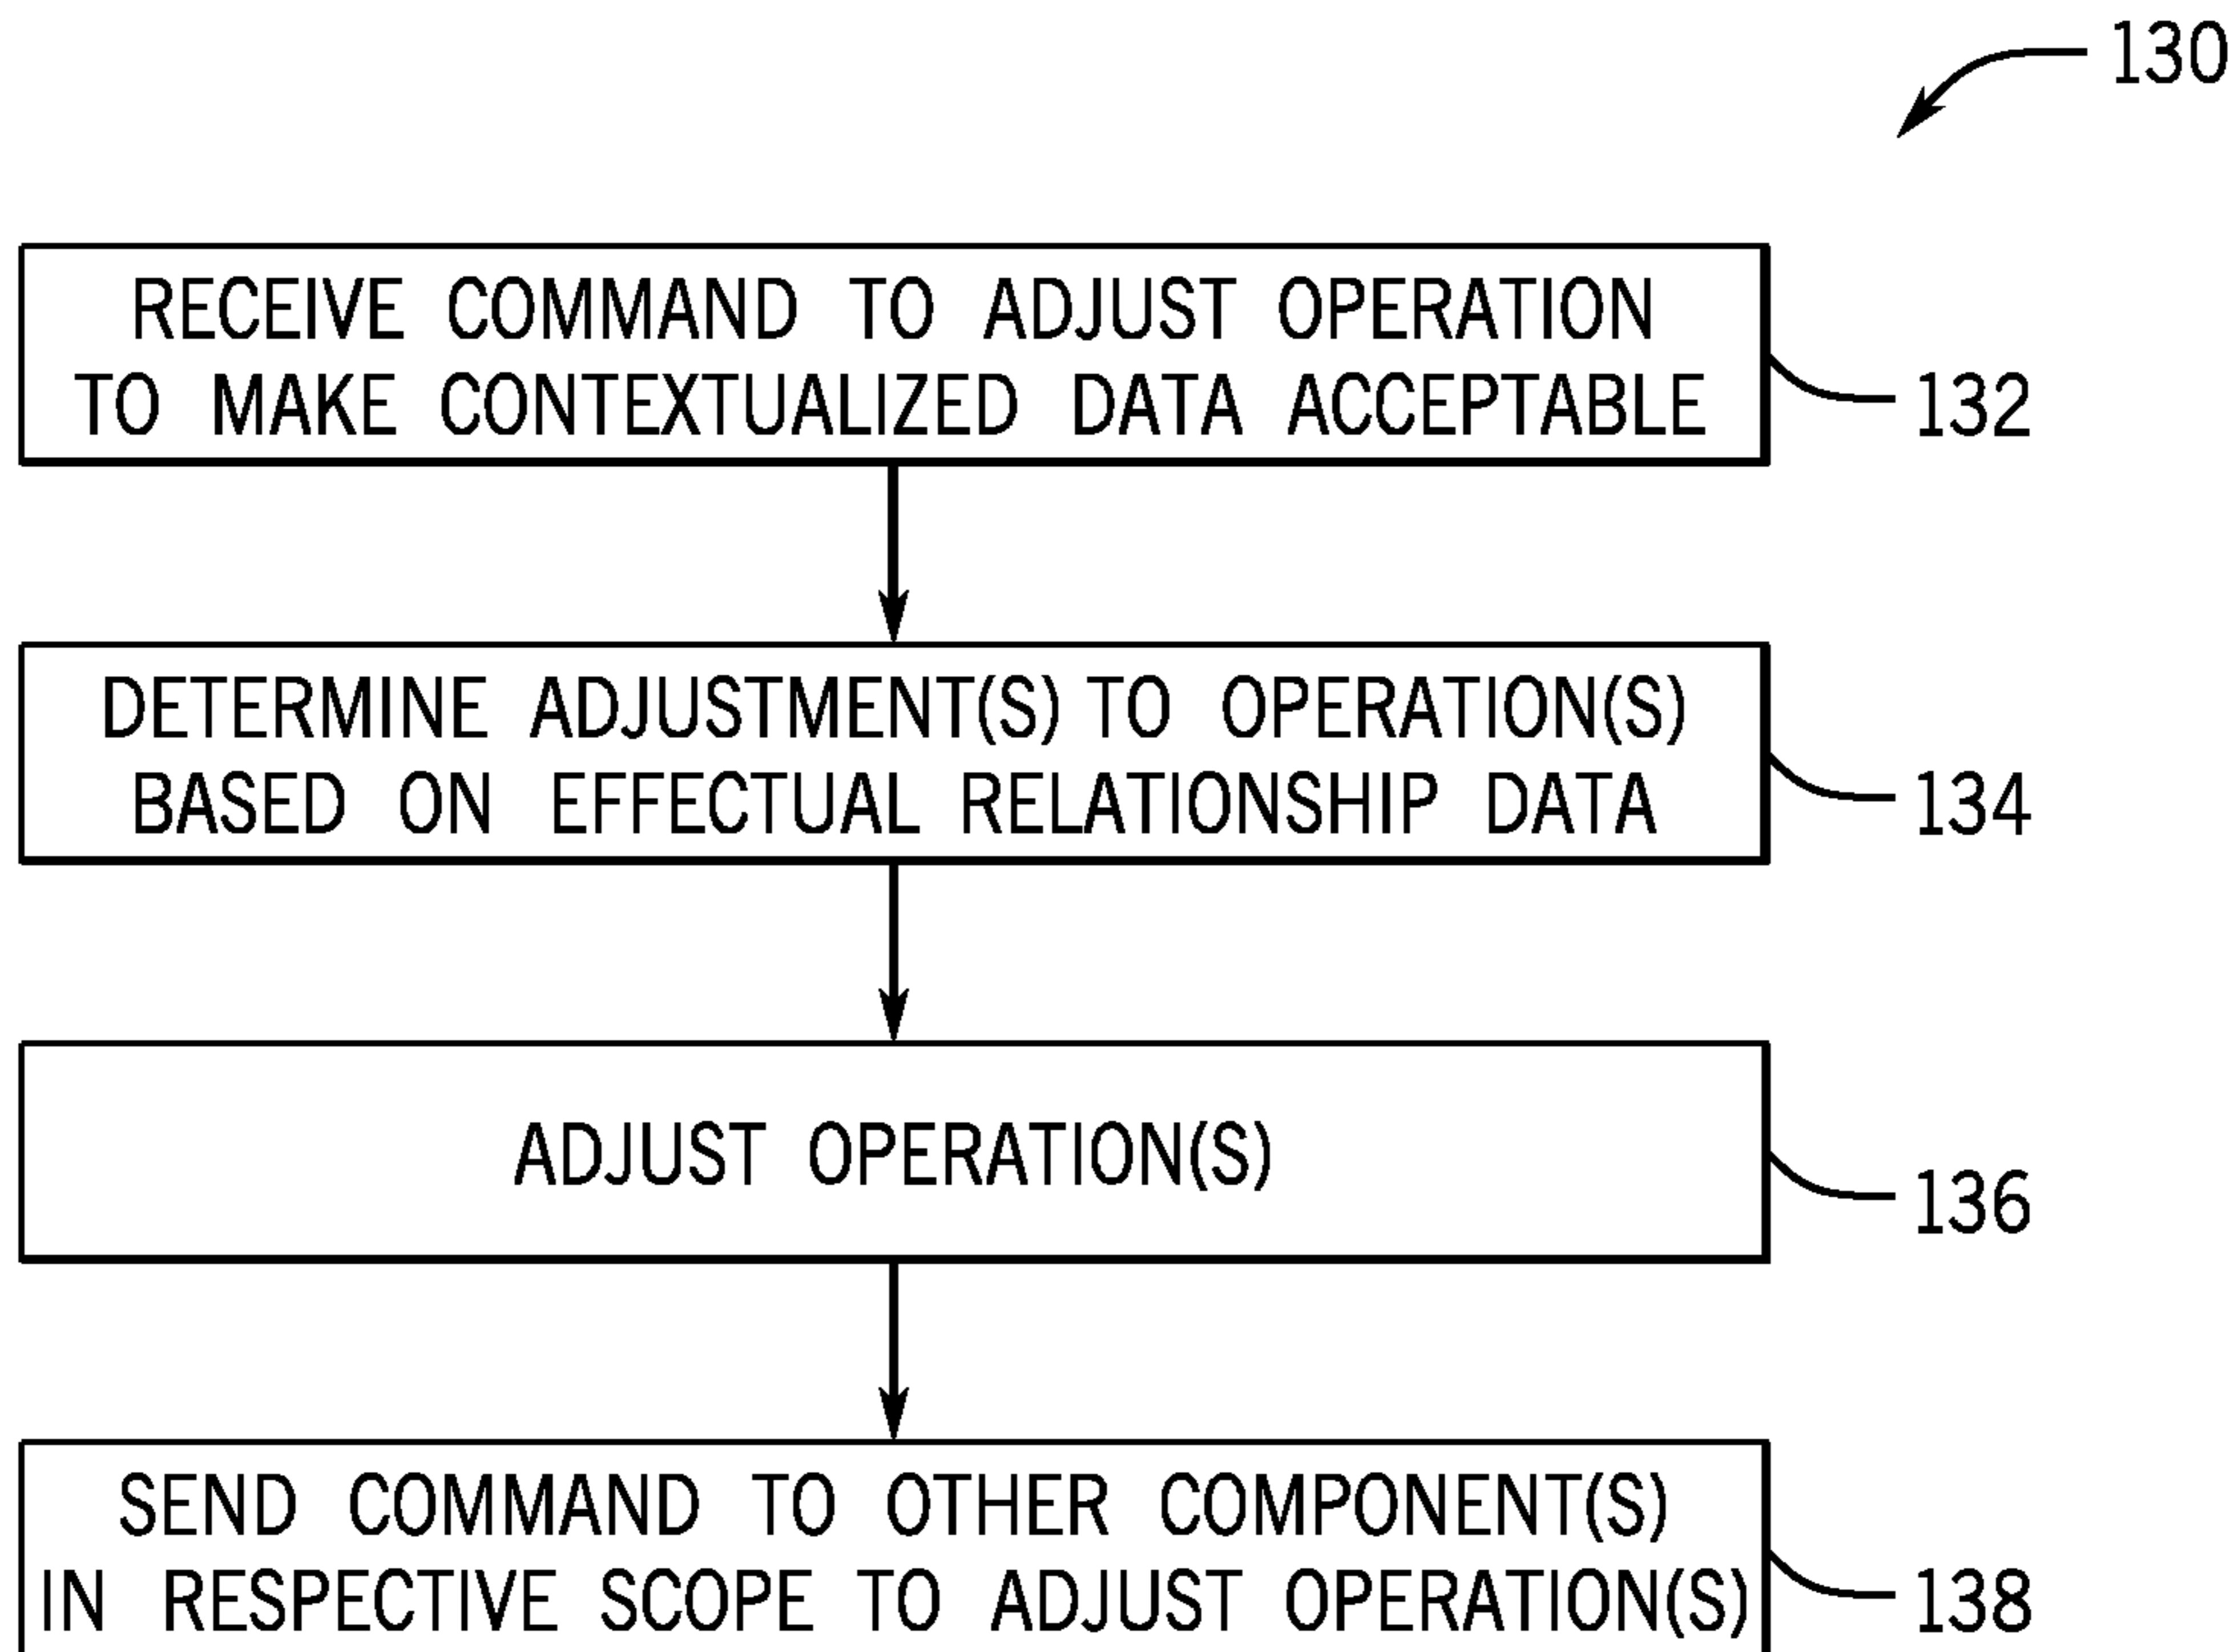 130
RECEIVE COMMAND TO ADJUST OPERATION
TO MAKE CONTEXTUALIZED DATA ACCEPTABLE
132
DETERMINE ADJUSTMENT(S) TO OPERATION(S)
BASED ON EFFECTUAL RELATIONSHIP DATA
134
ADJUST OPERATION(S)
136
SEND COMMAND TO OTHER COMPONENT(S)
IN RESPECTIVE SCOPE TO ADJUST OPERATION(S)
138